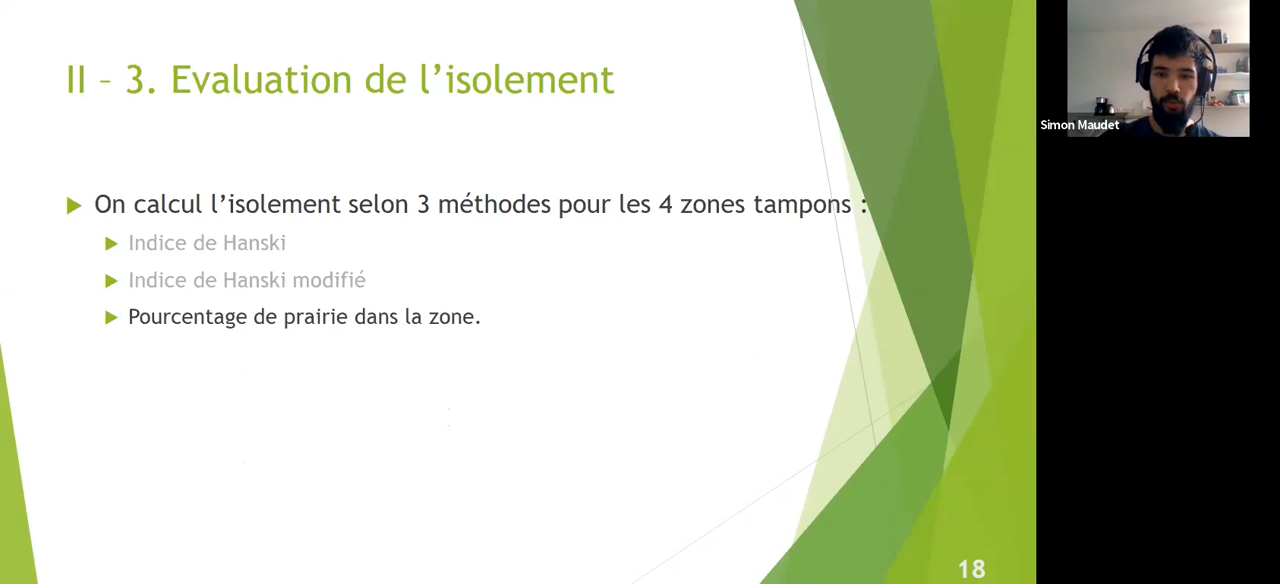 II – 3. Evaluation de l’isolement
On calcul l’isolement selon 3 méthodes pour les 4 zones tampons :
Indice de Hanski
Indice de Hanski modifié
Pourcentage de prairie dans la zone.
18
Simon Maudet